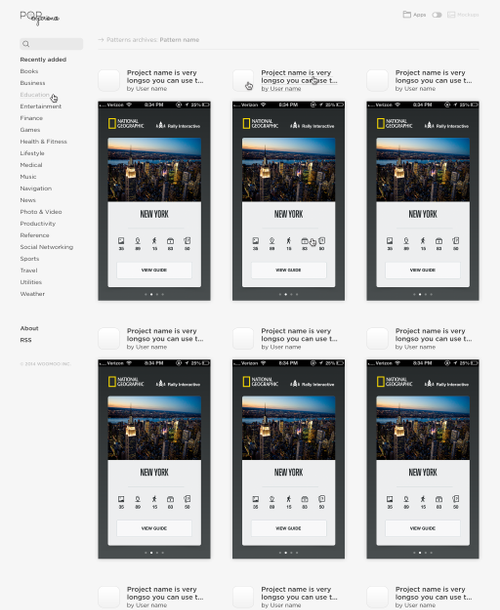 POP
Apps
Mockups
→ Patterns archives: Pattern name
Recently added
Books
Business
Education
Entertainment
Finance
Games
Health & Fitness
Lifestyle
Medical
Music
Navigation
News
Photo & Video
Productivity
Reference
Social Networking
Sports
Travel
Utilities
Weather
About
RSS
Project name is very
longso you can use t...
by User name
Verizon 8:34 PM 25%
NATIONAL
GEOGRAPHIC
Rally Interactive
NEW YORK
35 89 15 83 50
VIEW GUIDE
Project name is very
longso you can use t...
by User name
Verizon 8:34 PM 25%
NATIONAL
GEOGRAPHIC
Rally Interactive
NEW YORK
35 89 15 83 50
VIEW GUIDE
Project name is very
longso you can use t...
by User name
Verizon 8:34 PM 25%
NATIONAL
GEOGRAPHIC
Rally Interactive
NEW YORK
35 89 15 83 50
VIEW GUIDE
Project name is very
longso you can use t...
by User name
Verizon 8:34 PM 25%
NATIONAL
GEOGRAPHIC
Rally Interactive
NEW YORK
35 89 15 83 50
VIEW GUIDE
Project name is very
longso you can use t...
by User name
Verizon 8:34 PM 25%
NATIONAL
GEOGRAPHIC
Rally Interactive
NEW YORK
35 89 15 83 50
VIEW GUIDE
Project name is very
longso you can use t...
by User name
Verizon 8:34 PM 25%
NATIONAL
GEOGRAPHIC
Rally Interactive
NEW YORK
35 89 15 83 50
VIEW GUIDE
Project name is very
longso you can use t...
by User name
Project name is very
longso you can use t...
by User name
Project name is very
longso you can use t...
by User name